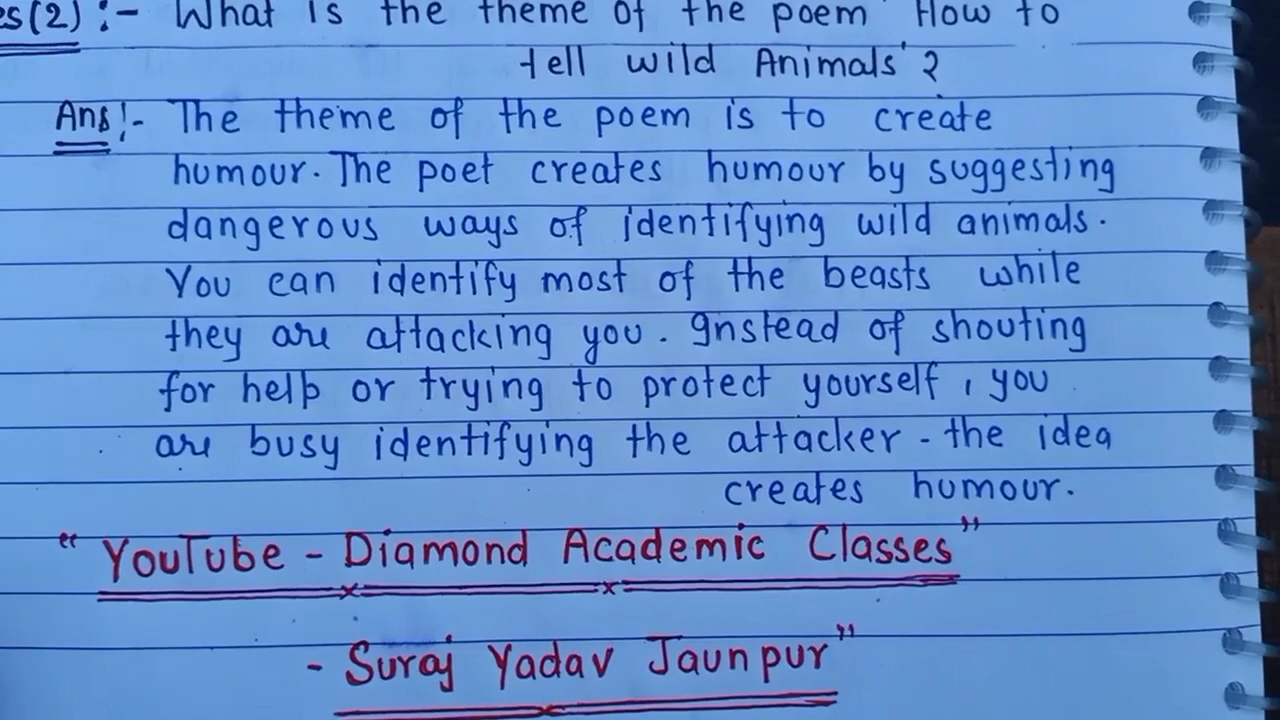 es(2) :- What is the theme of the poem 'How to
tell wild Animals'?
Ans:- The theme of the poem is to create
humour. The poet creates humour by suggesting
dangerous ways of identifying wild animals.
You can identify most of the beasts while
they are attacking you. Instead of shouting
for help or trying to protect yourself, you
are busy identifying the attacker - the idea
creates humour.
"YouTube - Diamond Academic Classes"
- Suraj Yadav Jaunpur"